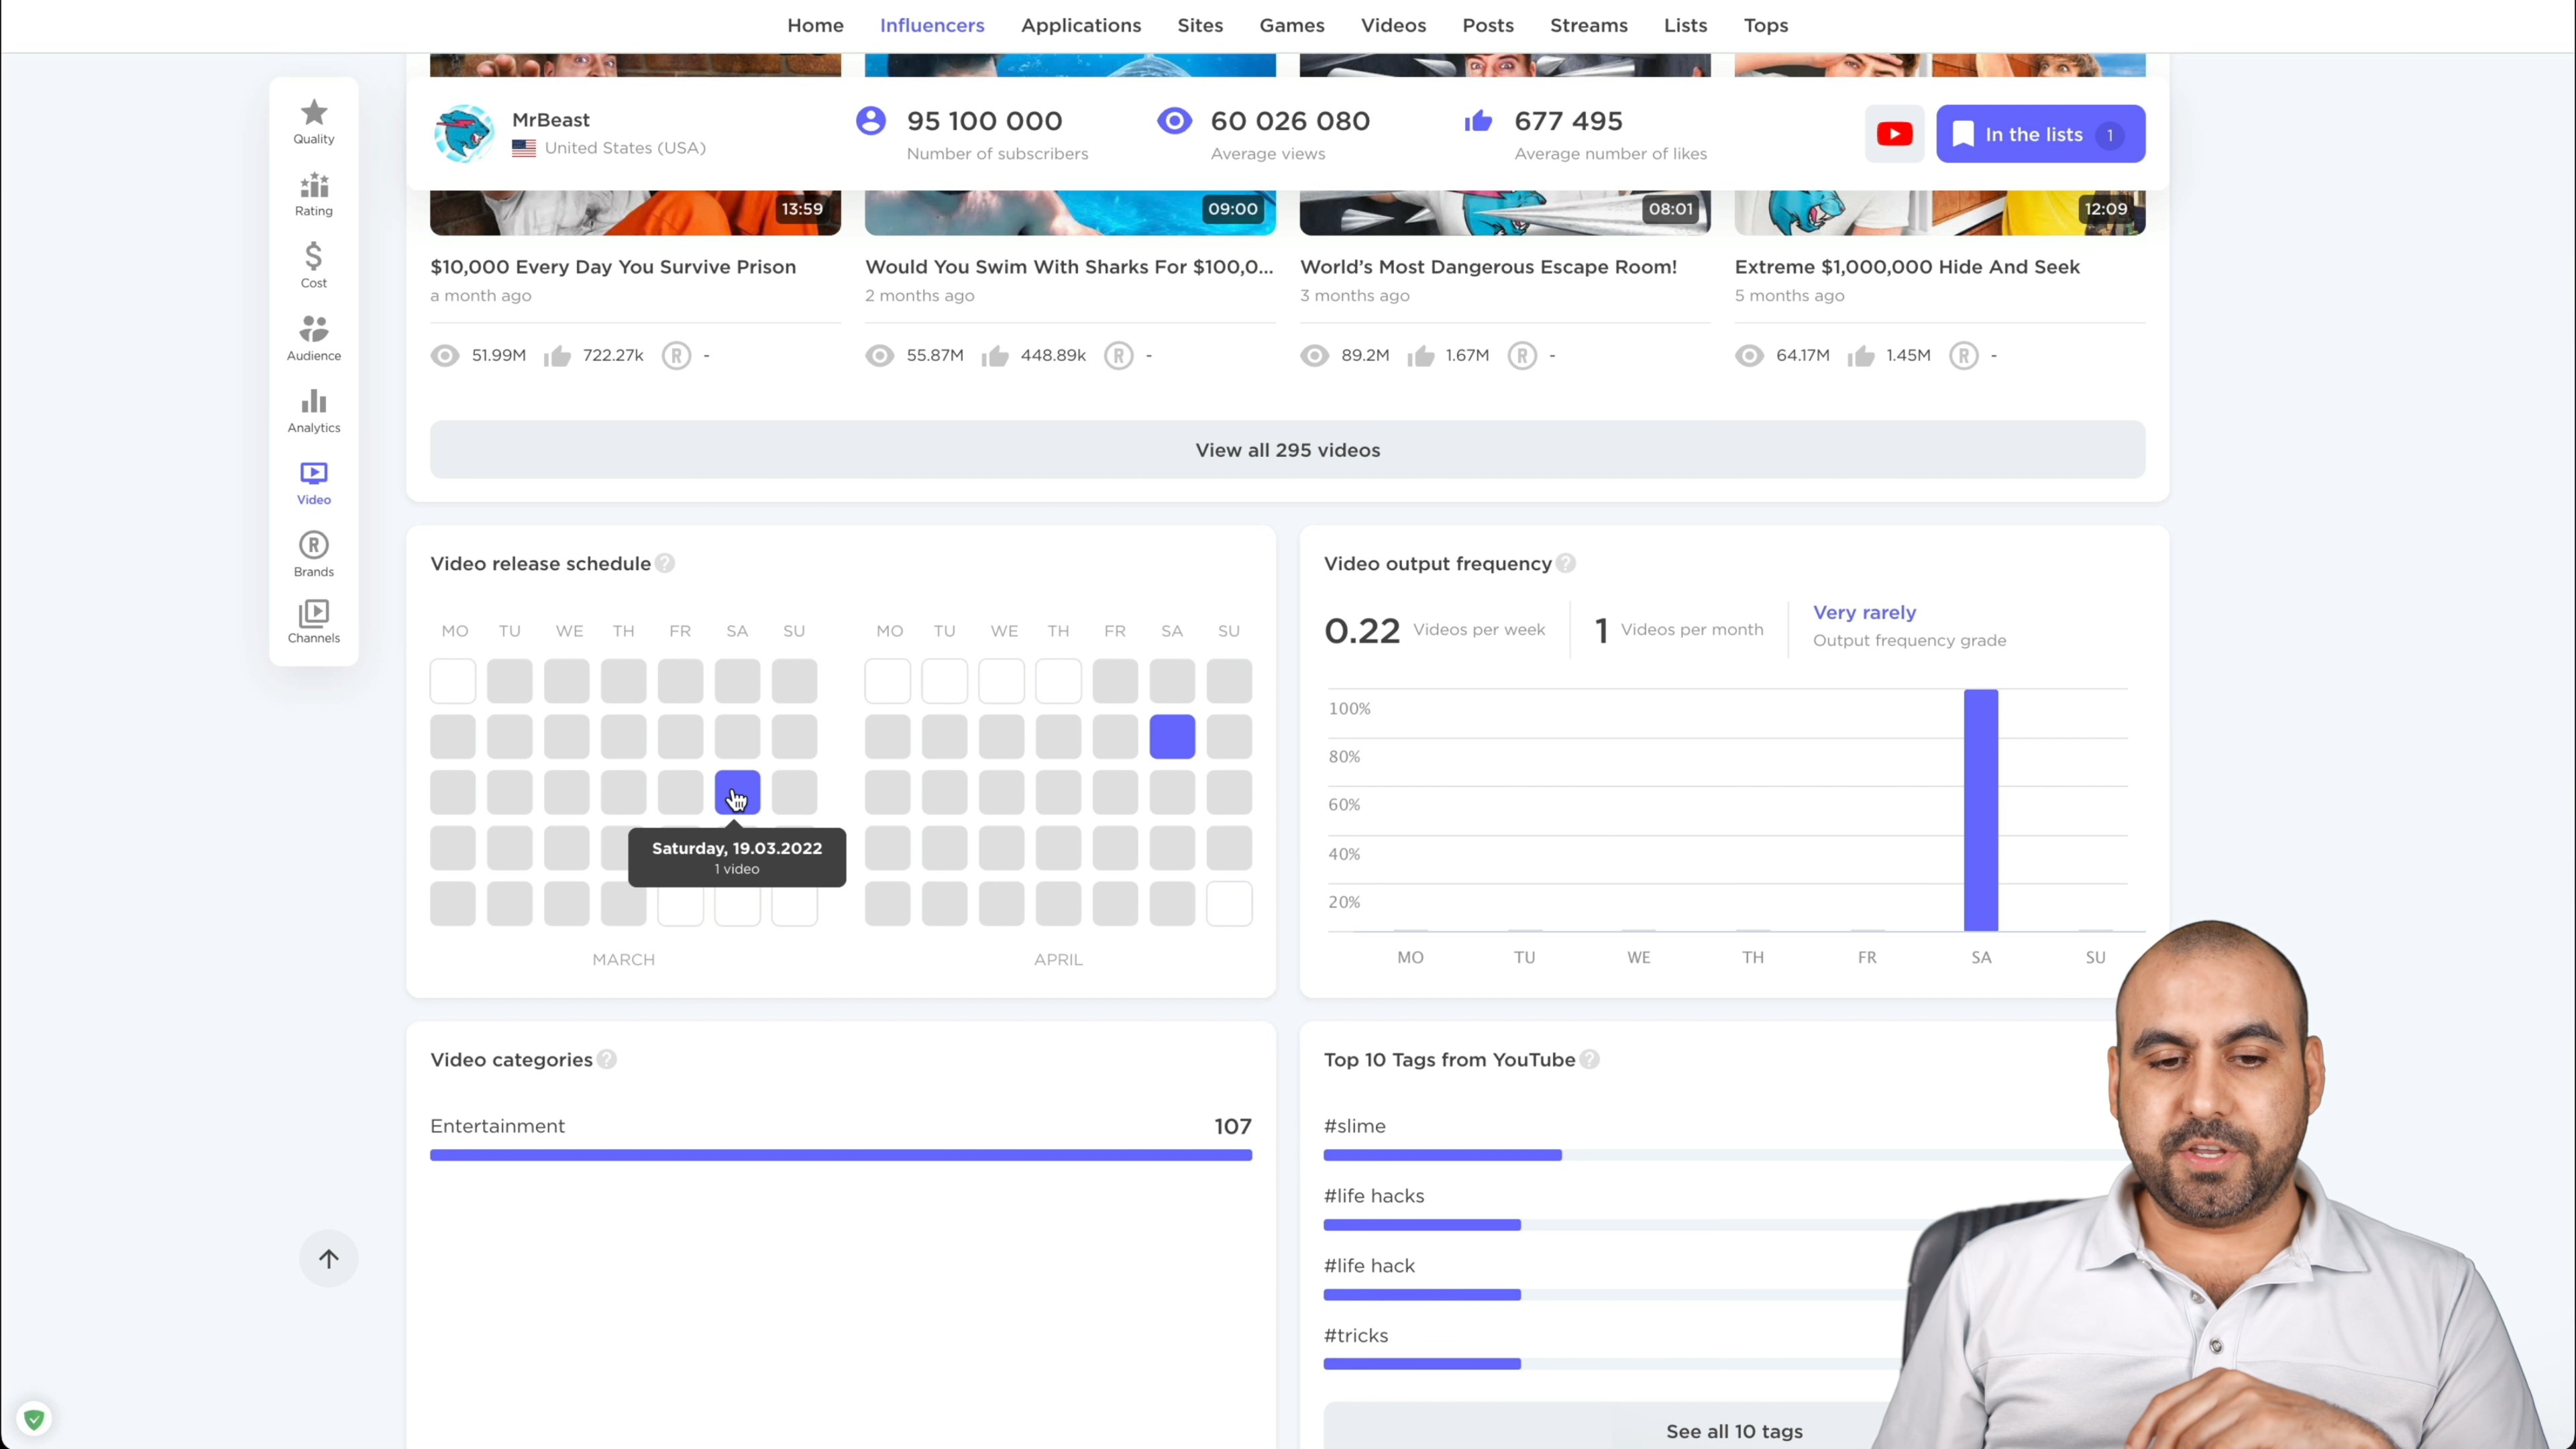 Home Influencers Applications Sites Games Videos Posts Streams Lists Tops
Quality
Rating
Cost
Audience
Analytics
Video
Brands
Channels
MrBeast
United States (USA)
95 100 000
Number of subscribers
60 026 080
Average views
677 495
Average number of likes
In the lists 1
13:59
09:00
08:01
12:09
$10,000 Every Day You Survive Prison
a month ago
51.99M 722.27k R -
Would You Swim With Sharks For $100,0...
2 months ago
55.87M 448.89k R -
World’s Most Dangerous Escape Room!
3 months ago
89.2M 1.67M R -
Extreme $1,000,000 Hide And Seek
5 months ago
64.17M 1.45M R -
View all 295 videos
Video release schedule ?
MO TU WE TH FR SA SU
MO TU WE TH FR SA SU
Saturday, 19.03.2022
1 video
MARCH
APRIL
Video output frequency ?
0.22 Videos per week
1 Videos per month
Very rarely
Output frequency grade
100%
80%
60%
40%
20%
MO TU WE TH FR SA SU
Video categories ?
Entertainment 107
Top 10 Tags from YouTube ?
#slime
#life hacks
#life hack
#tricks
See all 10 tags